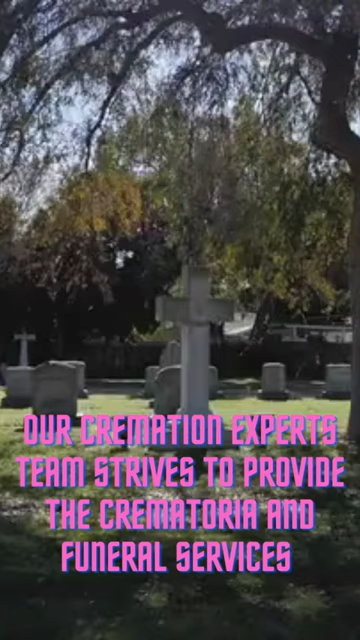 OUR CREMATION EXPERTS
TEAM STRIVES TO PROVIDE
THE CREMATORIA AND
FUNERAL SERVICES